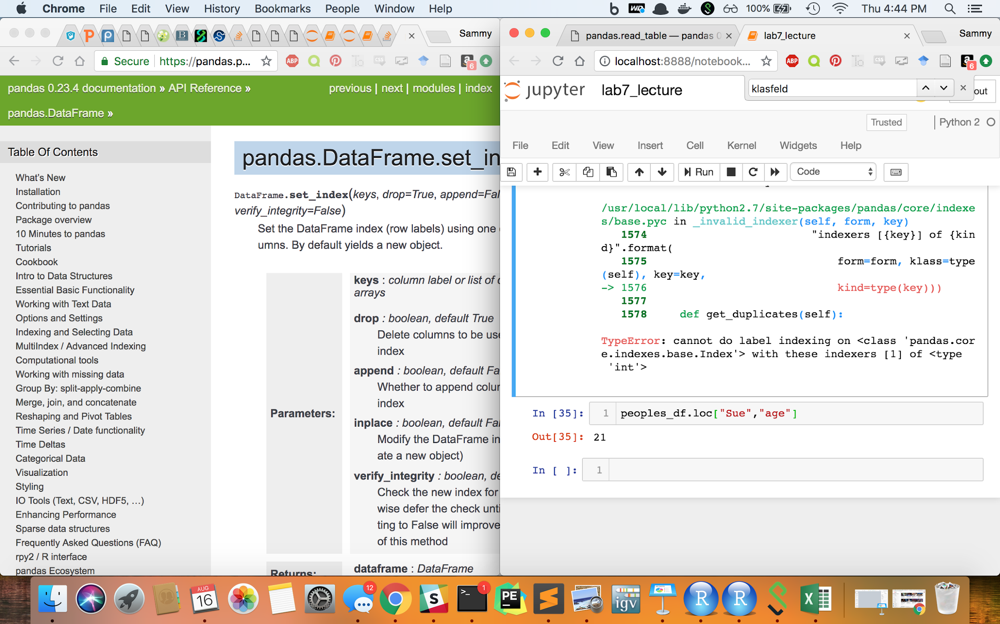 Chrome File Edit View History Bookmarks People Window Help
100% Thu 4:44 PM
Sammy
Secure https://pandas.p...
ABP
6
pandas 0.23.4 documentation » API Reference »
previous | next | modules | index
pandas.DataFrame »
Table Of Contents
What's New
Installation
Contributing to pandas
Package overview
10 Minutes to pandas
Tutorials
Cookbook
Intro to Data Structures
Essential Basic Functionality
Working with Text Data
Options and Settings
Indexing and Selecting Data
MultiIndex / Advanced Indexing
Computational tools
Working with missing data
Group By: split-apply-combine
Merge, join, and concatenate
Reshaping and Pivot Tables
Time Series / Date functionality
Time Deltas
Categorical Data
Visualization
Styling
IO Tools (Text, CSV, HDF5, …)
Enhancing Performance
Sparse data structures
Frequently Asked Questions (FAQ)
rpy2 / R interface
pandas Ecosystem
pandas.DataFrame.set_in
DataFrame.set_index(keys, drop=True, append=Fal
verify_integrity=False)
Set the DataFrame index (row labels) using one
umns. By default yields a new object.
Parameters:
keys : column label or list of
arrays
drop : boolean, default True
Delete columns to be use
index
append : boolean, default Fa
Whether to append colu
index
inplace : boolean, default Fa
Modify the DataFrame in
ate a new object)
verify_integrity : boolean, de
Check the new index for
wise defer the check unti
ting to False will improve
of this method
Returns:
dataframe : DataFrame
pandas.read_table — pandas 0
lab7_lecture
Sammy
localhost:8888/notebook...
ABP
6
jupyter lab7_lecture
klasfeld
out
Trusted
Python 2
File Edit View Insert Cell Kernel Widgets Help
Run
Code
/usr/local/lib/python2.7/site-packages/pandas/core/indexe
s/base.pyc in _invalid_indexer(self, form, key)
1574 "indexers [{key}] of {kin
d}".format(
1575 form=form, klass=type
(self), key=key,
-> 1576 kind=type(key)))
1577
1578 def get_duplicates(self):
TypeError: cannot do label indexing on <class 'pandas.cor
e.indexes.base.Index'> with these indexers [1] of <type
'int'>
In [35]: 1 peoples_df.loc["Sue","age"]
Out[35]: 21
In [ ]: 1
AUG
16
12
S
>_
1
PE
igv
R
R
X